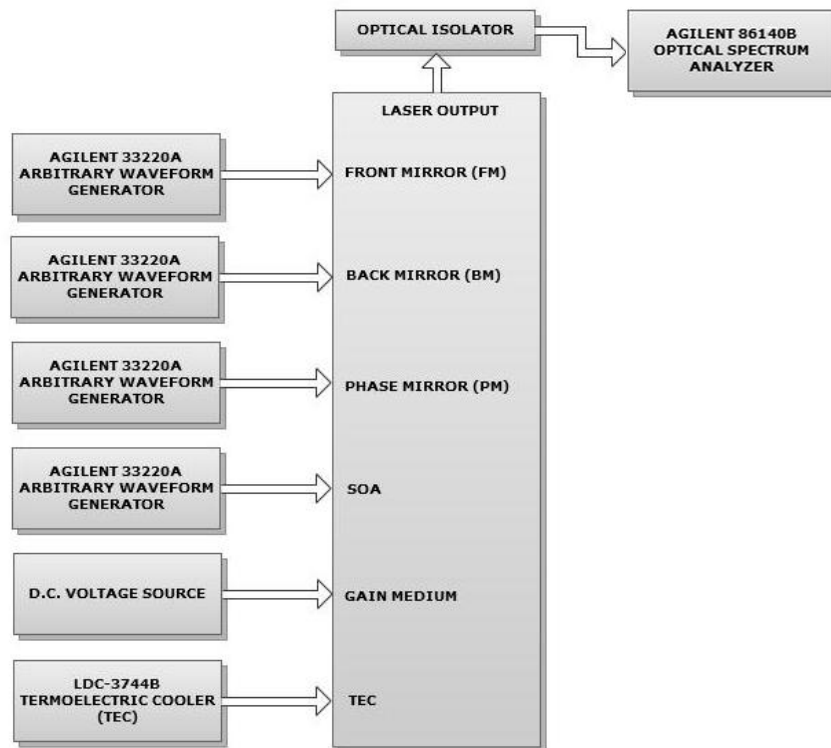 OPTICAL ISOLATOR
AGILENT 86140B
OPTICAL SPECTRUM
ANALYZER
LASER OUTPUT
AGILENT 33220A
ARBITRARY WAVEFORM
GENERATOR
FRONT MIRROR (FM)
AGILENT 33220A
ARBITRARY WAVEFORM
GENERATOR
BACK MIRROR (BM)
AGILENT 33220A
ARBITRARY WAVEFORM
GENERATOR
PHASE MIRROR (PM)
AGILENT 33220A
ARBITRARY WAVEFORM
GENERATOR
SOA
D.C. VOLTAGE SOURCE
GAIN MEDIUM
LDC-3744B
TERMOELECTRIC COOLER
(TEC)
TEC